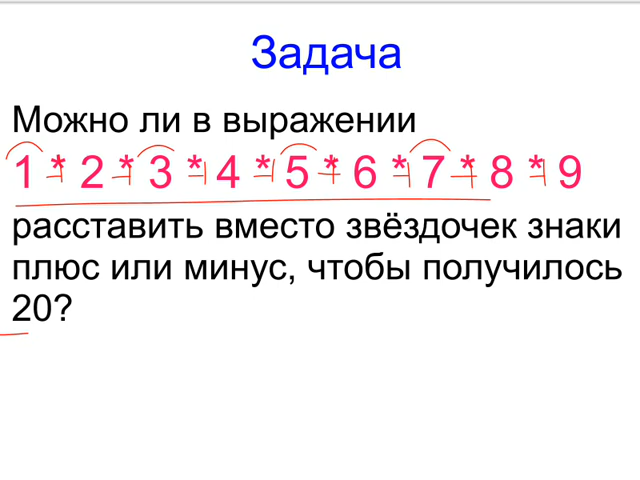 Задача
Можно ли в выражении
1 * 2 * 3 * 4 * 5 * 6 * 7 * 8 * 9
расставить вместо звёздочек знаки
плюс или минус, чтобы получилось
20?